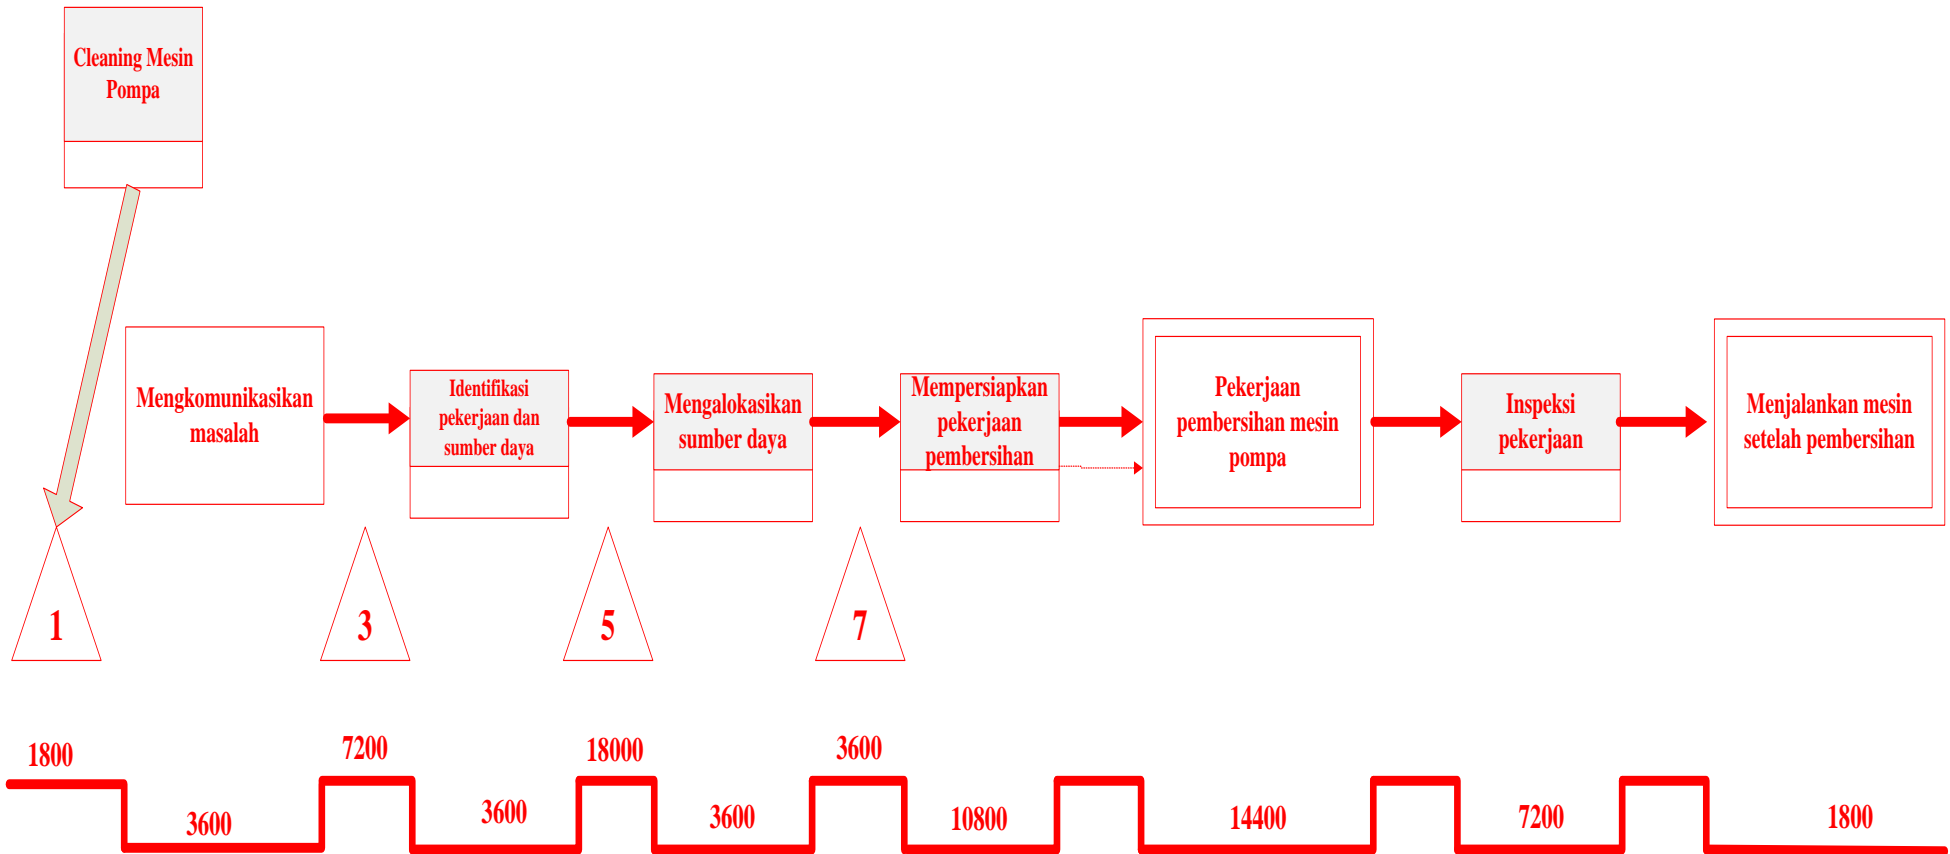 Cleaning Mesin
Pompa
Mengkomunikasikan
masalah
Identifikasi
pekerjaan dan
sumber daya
Mengalokasikan
sumber daya
Mempersiapkan
pekerjaan
pembersihan
Pekerjaan
pembersihan mesin
pompa
Inspeksi
pekerjaan
Menjalankan mesin
setelah pembersihan
1
3
5
7
1800
3600
7200
3600
18000
3600
3600
10800
14400
7200
1800